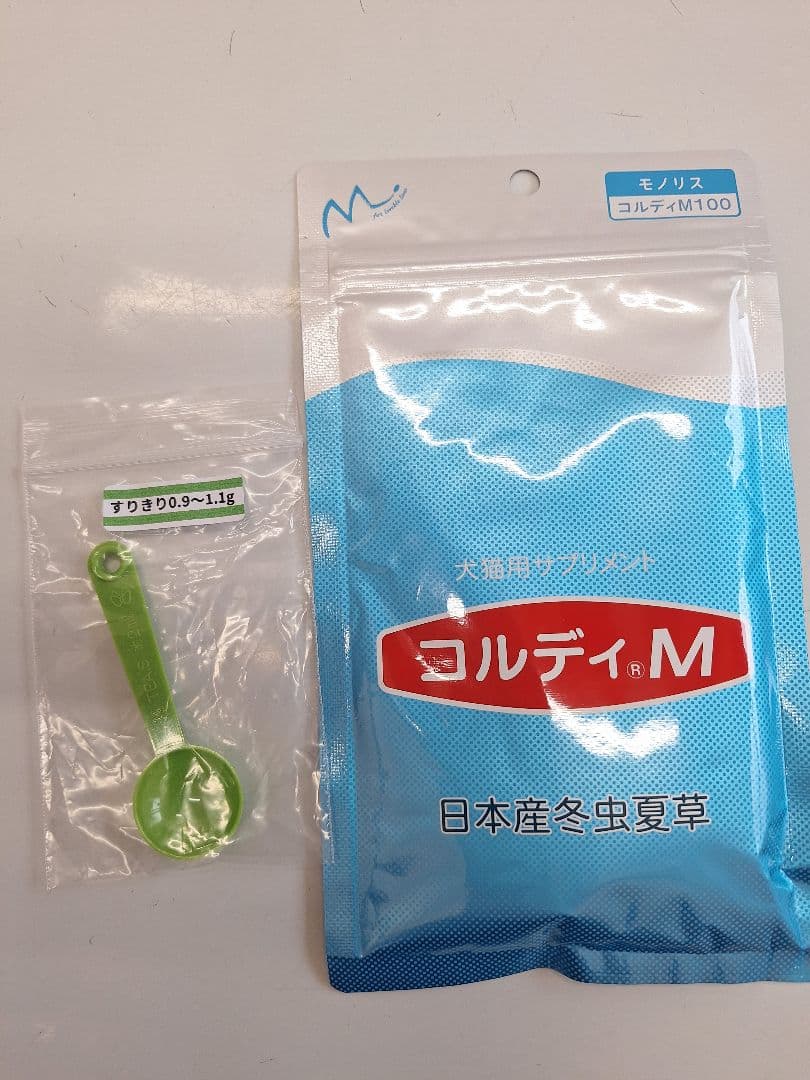 モノリス
コルディM100
すりきり0.9〜1.1g
犬猫用サプリメント
コルディ®M
日本産冬虫夏草